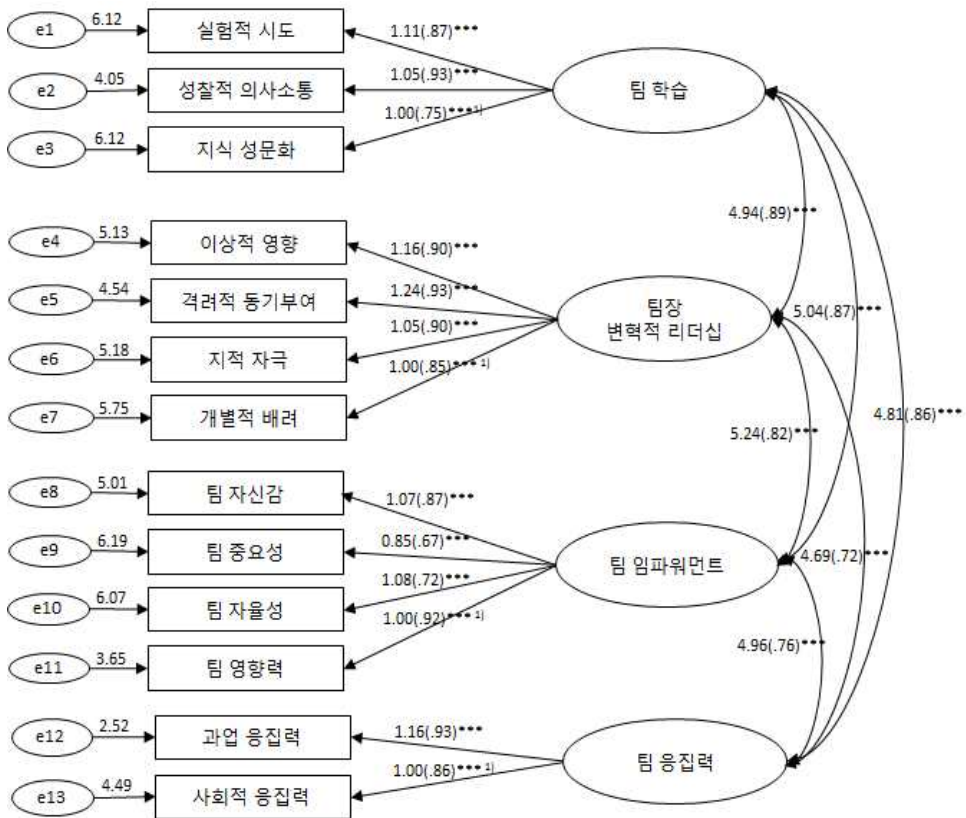 e1
6.12
실험적 시도
1.11(.87)***
e2
4.05
성찰적 의사소통
1.05(.93)***
팀 학습
e3
6.12
지식 성문화
1.00(.75)***1)
4.94(.89)***
e4
5.13
이상적 영향
1.16(.90)***
e5
4.54
격려적 동기부여
1.24(.93)***
팀장
변혁적 리더십
5.04(.87)***
e6
5.18
지적 자극
1.05(.90)***
e7
5.75
개별적 배려
1.00(.85)***1)
4.81(.86)***
5.24(.82)***
e8
5.01
팀 자신감
1.07(.87)***
e9
6.19
팀 중요성
0.85(.67)***
팀 임파워먼트
4.69(.72)***
e10
6.07
팀 자율성
1.08(.72)***
e11
3.65
팀 영향력
1.00(.92)***1)
4.96(.76)***
e12
2.52
과업 응집력
1.16(.93)***
팀 응집력
e13
4.49
사회적 응집력
1.00(.86)***1)